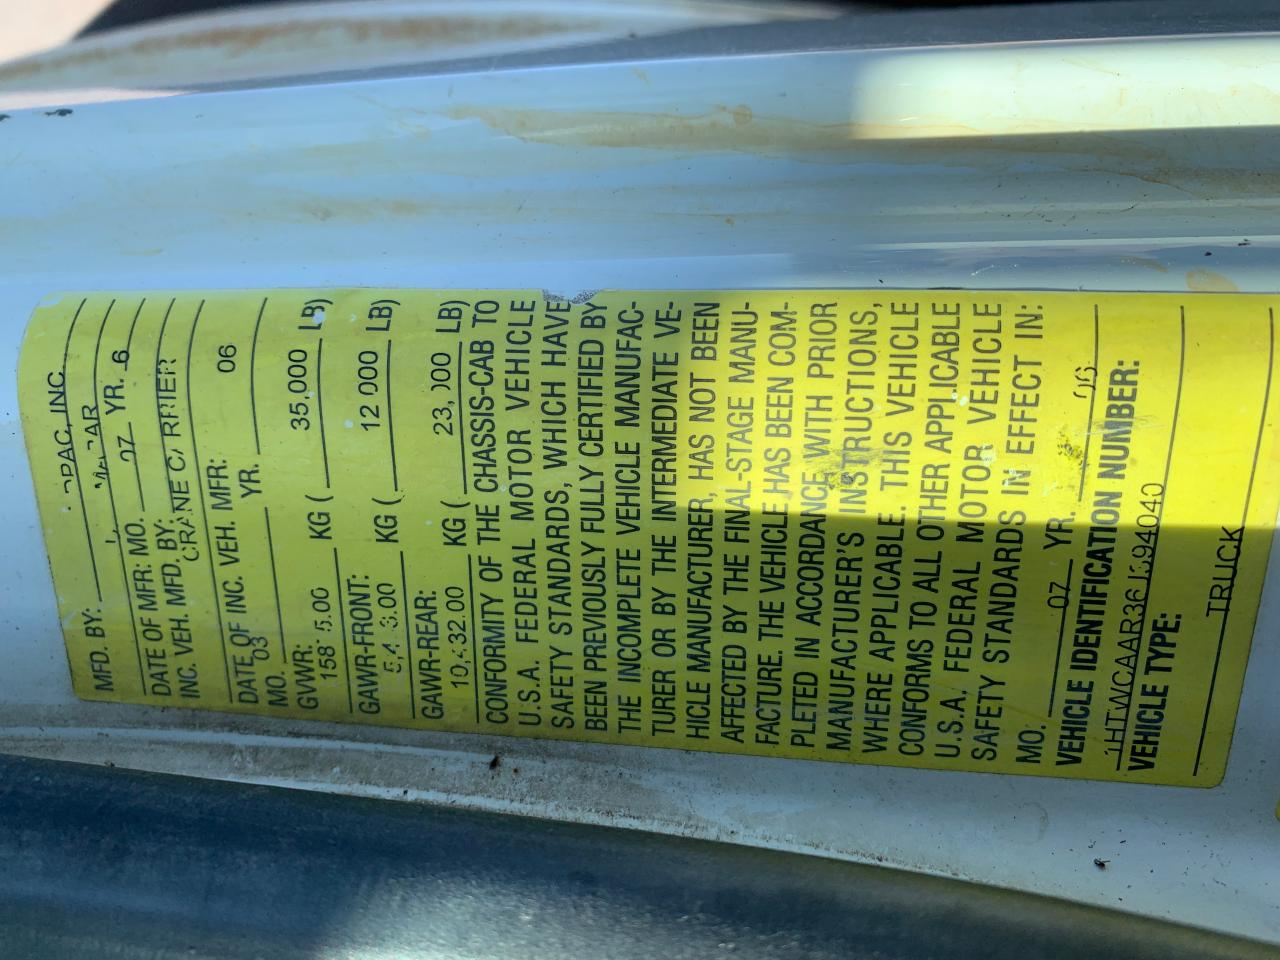 MFD. BY: PAC, INC.
DATE OF MFR: MO. 07 YR. 6
INC. VEH. MFD. BY:
CRANE CARRIER
DATE OF INC. VEH. MFR:
MO. 03 YR. 06
GVWR: KG ( 35,000 LB)
GAWR-FRONT:
KG ( 12 000 LB)
GAWR-REAR:
KG ( LB)
CONFORMITY OF THE CHASSIS-CAB TO
U.S.A. FEDERAL MOTOR VEHICLE
SAFETY STANDARDS, WHICH HAVE
BEEN PREVIOUSLY FULLY CERTIFIED BY
THE INCOMPLETE VEHICLE MANUFAC-
TURER OR BY THE INTERMEDIATE VE-
HICLE MANUFACTURER, HAS NOT BEEN
AFFECTED BY THE FINAL-STAGE MANU-
FACTURE. THE VEHICLE HAS BEEN COM-
PLETED IN ACCORDANCE WITH PRIOR
MANUFACTURER'S INSTRUCTIONS,
WHERE APPLICABLE. THIS VEHICLE
CONFORMS TO ALL OTHER APPLICABLE
U.S.A. FEDERAL MOTOR VEHICLE
SAFETY STANDARDS IN EFFECT IN:
MO: 07 YR. 06
VEHICLE IDENTIFICATION NUMBER:
VEHICLE TYPE:
TRUCK